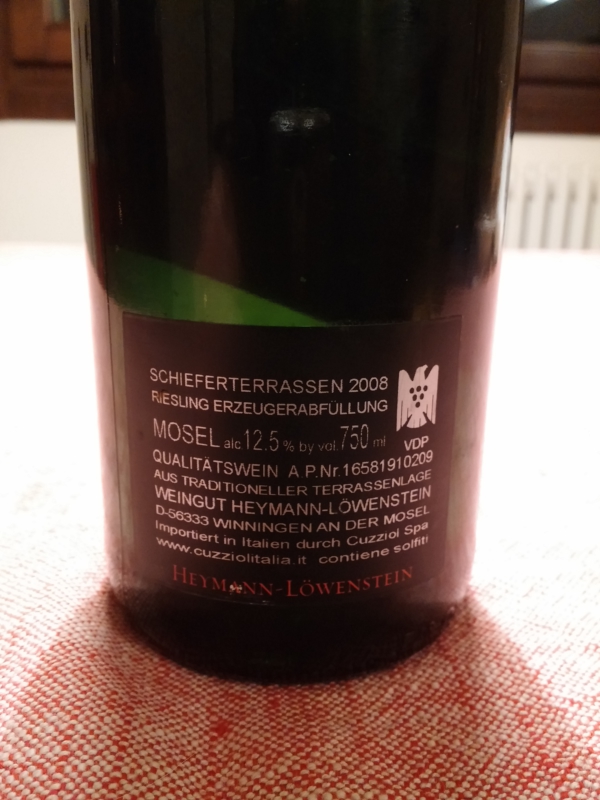 SCHIEFERTERRASSEN 2008
RIESLING ERZEUGERABFÜLLUNG
MOSEL alc. 12.5 % by vol. 750 ml
VDP
QUALITÄTSWEIN A P.Nr.16581910209
AUS TRADITIONELLER TERRASSENLAGE
WEINGUT HEYMANN-LÖWENSTEIN
D-56333 WINNINGEN AN DER MOSEL
Importiert in Italien durch Cuzziol Spa
www.cuzziolitalia.it contiene solfiti
HEYMANN-LÖWENSTEIN